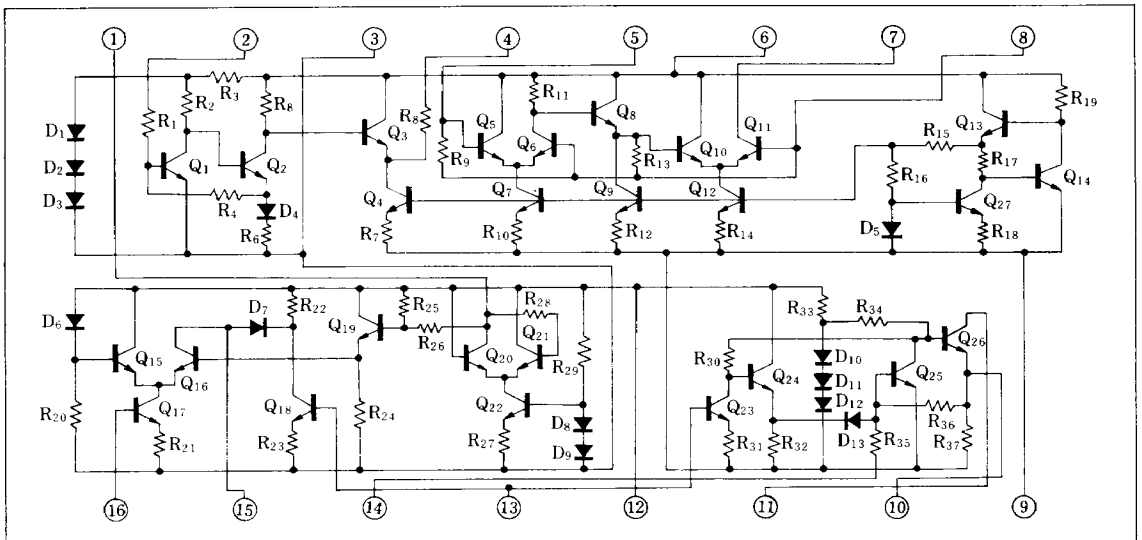 ① ② ③ ④ ⑤ ⑥ ⑦ ⑧
R3
R2 R8 R11 R19
D1 R1 R8 Q5 Q8 Q11 R15 Q13
Q1 Q2 Q3 R9 Q6 R13 Q10 R17
D2 R16 Q14
D3 R4 D4 Q4 Q7 Q9 Q12 Q27
R6 R7 R10 R12 R14 D5 R18
D6 D7 R22 R25 R28 R33 R34
Q19 R26 Q21 Q26
Q15 Q20 R29 R30 D10
Q16 Q24 D11 Q25
R20 Q17 Q18 R24 Q22 D8 Q23 D12 R36
R21 R23 R27 D9 R31 R32 D13 R35 R37
⑯ ⑮ ⑭ ⑬ ⑫ ⑪ ⑩ ⑨